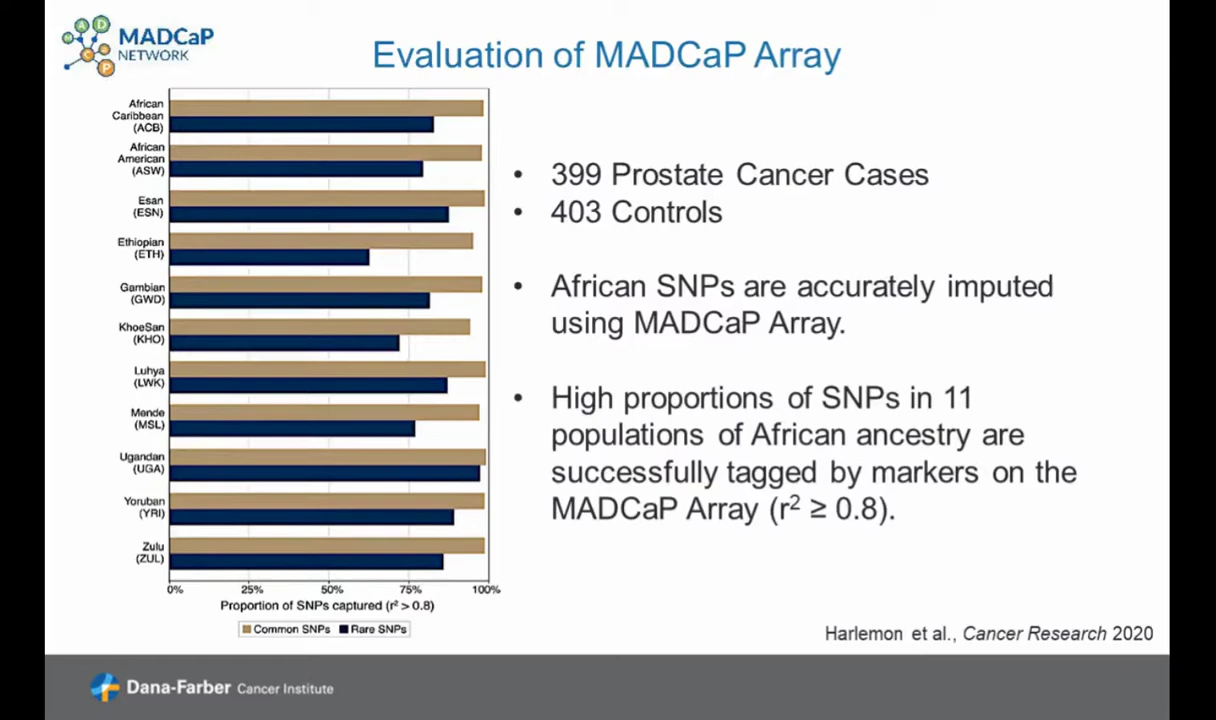 MADCaP
NETWORK
M A D C a P
Evaluation of MADCaP Array
African
Caribbean
(ACB)
African
American
(ASW)
Esan
(ESN)
Ethiopian
(ETH)
Gambian
(GWD)
KhoeSan
(KHO)
Luhya
(LWK)
Mende
(MSL)
Ugandan
(UGA)
Yoruban
(YRI)
Zulu
(ZUL)
0% 25% 50% 75% 100%
Proportion of SNPs captured (r² > 0.8)
Common SNPs Rare SNPs
• 399 Prostate Cancer Cases
• 403 Controls
• African SNPs are accurately imputed
using MADCaP Array.
• High proportions of SNPs in 11
populations of African ancestry are
successfully tagged by markers on the
MADCaP Array (r² ≥ 0.8).
Harlemon et al., Cancer Research 2020
Dana-Farber Cancer Institute